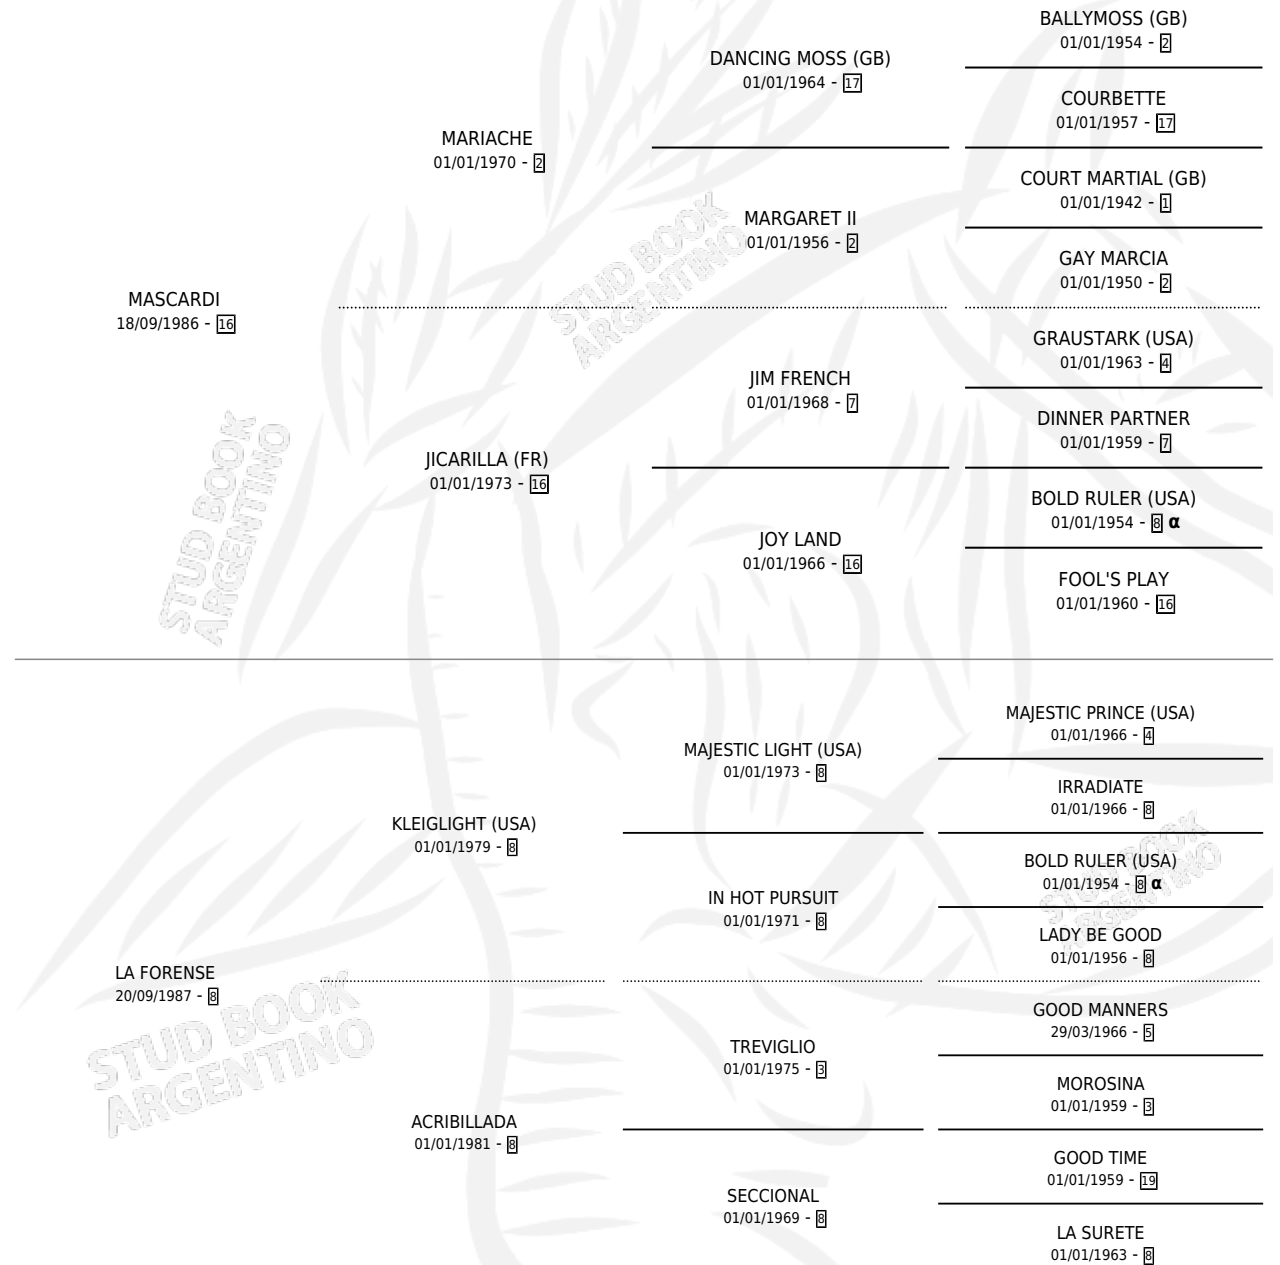 BALLYMOSS (GB)
01/01/1954 - 2
DANCING MOSS (GB)
01/01/1964 - 17
COURBETTE
01/01/1957 - 17
MARIACHE
01/01/1970 - 2
COURT MARTIAL (GB)
01/01/1942 - 1
MARGARET II
01/01/1956 - 2
GAY MARCIA
01/01/1950 - 2
MASCARDI
18/09/1986 - 16
STUD BOOK
ARGENTINO
GRAUSTARK (USA)
01/01/1963 - 4
JIM FRENCH
01/01/1968 - 7
DINNER PARTNER
01/01/1959 - 7
JICARILLA (FR)
01/01/1973 - 16
BOLD RULER (USA)
01/01/1954 - 8 α
JOY LAND
01/01/1966 - 16
FOOL'S PLAY
01/01/1960 - 16
STUD BOOK
ARGENTINO
MAJESTIC PRINCE (USA)
01/01/1966 - 4
MAJESTIC LIGHT (USA)
01/01/1973 - 8
IRRADIATE
01/01/1966 - 8
KLEIGLIGHT (USA)
01/01/1979 - 8
BOLD RULER (USA)
01/01/1954 - 8 α
IN HOT PURSUIT
01/01/1971 - 8
LADY BE GOOD
01/01/1956 - 8
STUD BOOK
ARGENTINO
LA FORENSE
20/09/1987 - 8
STUD BOOK
ARGENTINO
GOOD MANNERS
29/03/1966 - 5
TREVIGLIO
01/01/1975 - 3
MOROSINA
01/01/1959 - 3
ACRIBILLADA
01/01/1981 - 8
GOOD TIME
01/01/1959 - 19
SECCIONAL
01/01/1969 - 8
LA SURETE
01/01/1963 - 8